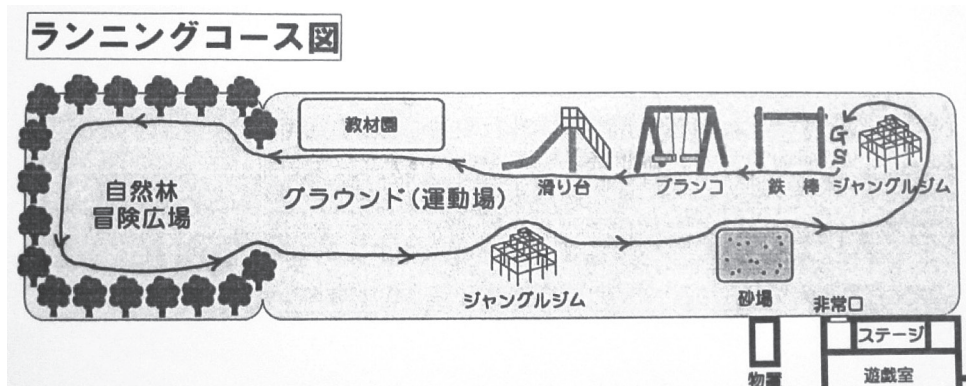 ランニングコース図
教材園
G
S
滑り台
ブランコ
鉄棒
ジャングルジム
自然林
冒険広場
グラウンド(運動場)
ジャングルジム
砂場
非常口
ステージ
物置
遊戯室